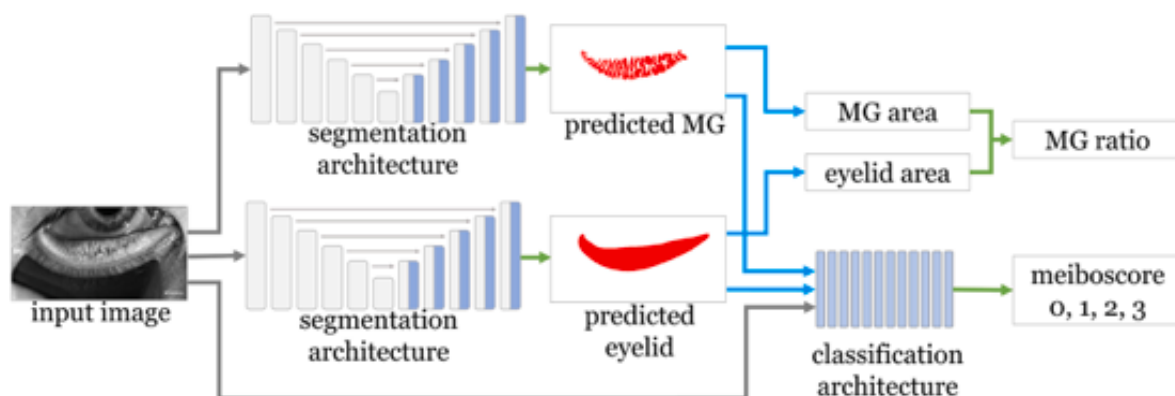 segmentation
architecture
predicted MG
MG area
MG ratio
eyelid area
input image
segmentation
architecture
predicted
eyelid
classification
architecture
meiboscore
0, 1, 2, 3